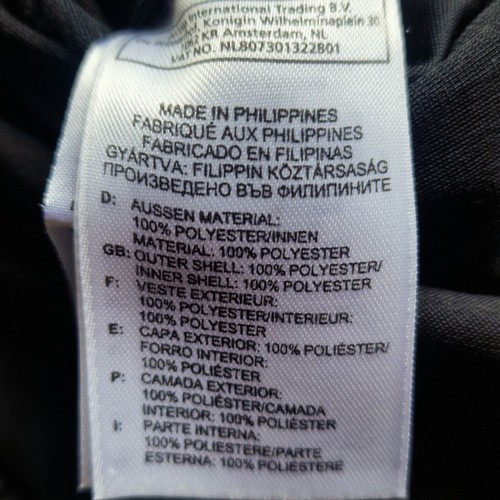 International Trading B.V.
Konigin Wilhelminaplein 30
KR Amsterdam, NL
VAT NO. NL807301322B01
MADE IN PHILIPPINES
FABRIQUÉ AUX PHILIPPINES
FABRICADO EN FILIPINAS
GYÁRTVA: FILIPPIN KÖZTÁRSASÁG
ПРОИЗВЕДЕНО ВЪВ ФИЛИПИНИТЕ
D: AUSSEN MATERIAL:
100% POLYESTER/INNEN
MATERIAL: 100% POLYESTER
GB: OUTER SHELL: 100% POLYESTER/
INNER SHELL: 100% POLYESTER
F: VESTE EXTERIEUR:
100% POLYESTER/INTERIEUR:
100% POLYESTER
E: CAPA EXTERIOR: 100% POLIÉSTER/
FORRO INTERIOR:
100% POLIÉSTER
P: CAMADA EXTERIOR:
100% POLIÉSTER/CAMADA
INTERIOR: 100% POLIÉSTER
I: PARTE INTERNA:
100% POLIESTERE/PARTE
ESTERNA: 100% POLIESTERE